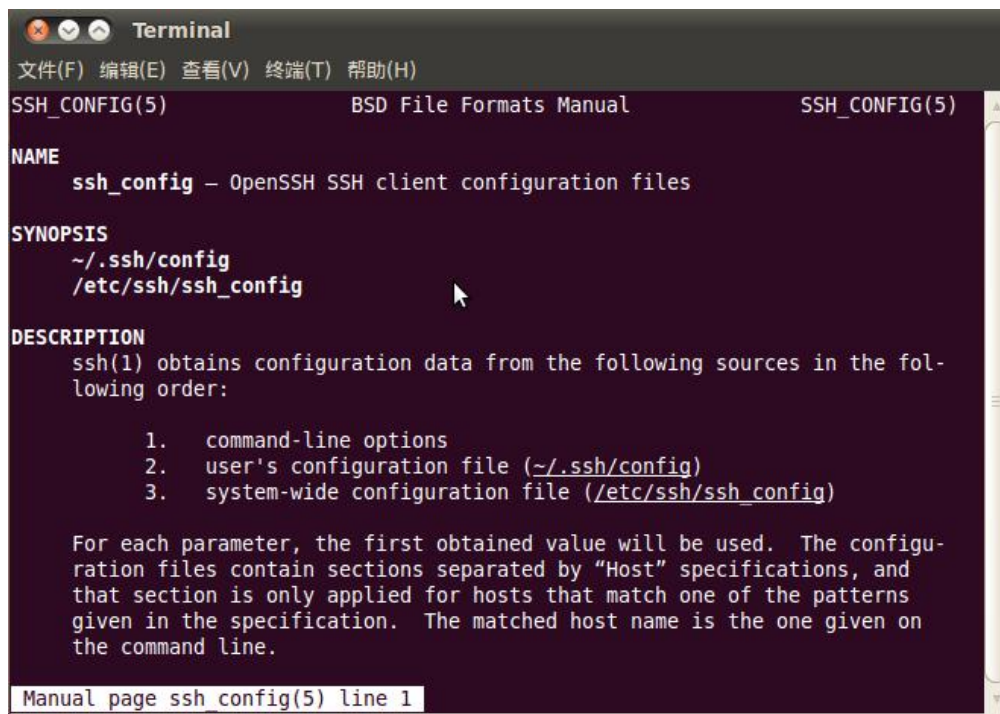 Terminal
文件(F) 编辑(E) 查看(V) 终端(T) 帮助(H)
SSH_CONFIG(5) BSD File Formats Manual SSH_CONFIG(5)
NAME
ssh_config — OpenSSH SSH client configuration files
SYNOPSIS
~/.ssh/config
/etc/ssh/ssh_config
DESCRIPTION
ssh(1) obtains configuration data from the following sources in the fol-
lowing order:
1. command-line options
2. user's configuration file (~/.ssh/config)
3. system-wide configuration file (/etc/ssh/ssh_config)
For each parameter, the first obtained value will be used. The configu-
ration files contain sections separated by “Host” specifications, and
that section is only applied for hosts that match one of the patterns
given in the specification. The matched host name is the one given on
the command line.
Manual page ssh_config(5) line 1